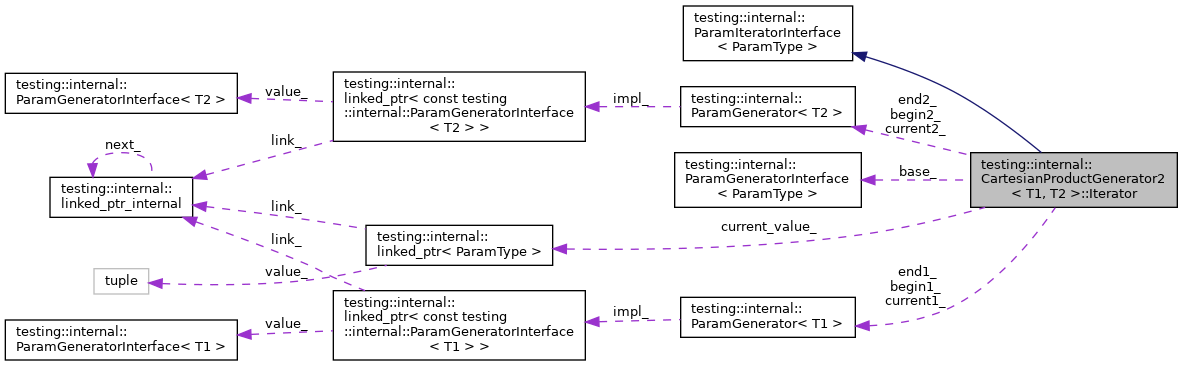 testing::internal::
ParamIteratorInterface
< ParamType >
testing::internal::
ParamGeneratorInterface< T2 >
value_
testing::internal::
linked_ptr< const testing
::internal::ParamGeneratorInterface
< T2 > >
impl_
testing::internal::
ParamGenerator< T2 >
end2_
begin2_
current2_
link_
next_
testing::internal::
linked_ptr_internal
testing::internal::
ParamGeneratorInterface
< ParamType >
base_
testing::internal::
CartesianProductGenerator2
< T1, T2 >::Iterator
link_
testing::internal::
linked_ptr< ParamType >
current_value_
link_
tuple
value_
testing::internal::
ParamGeneratorInterface< T1 >
value_
testing::internal::
linked_ptr< const testing
::internal::ParamGeneratorInterface
< T1 > >
impl_
testing::internal::
ParamGenerator< T1 >
end1_
begin1_
current1_